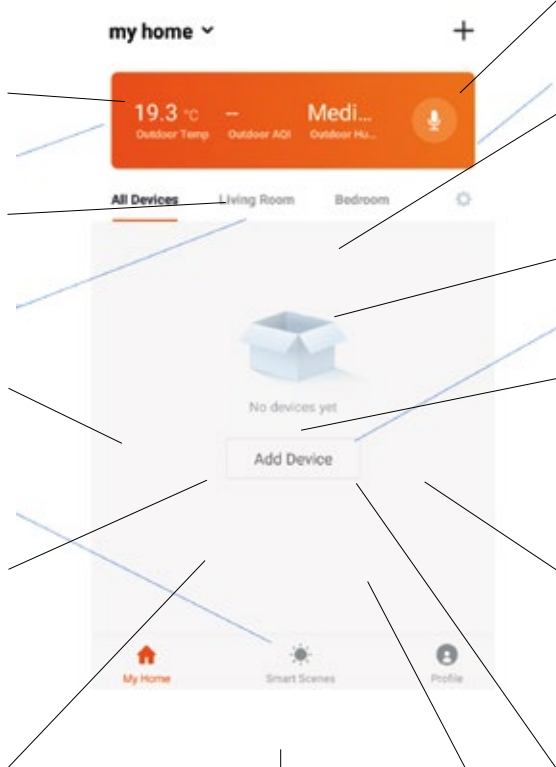 my home
19.3 °C -- Medi...
Outdoor Temp Outdoor AQI Outdoor Hu...
All Devices Living Room Bedroom
No devices yet
Add Device
My Home Smart Scenes Profile